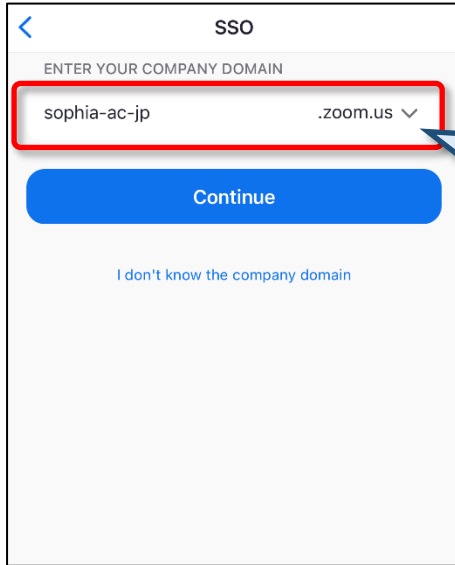 SSO
ENTER YOUR COMPANY DOMAIN
sophia-ac-jp .zoom.us
Continue
I don't know the company domain